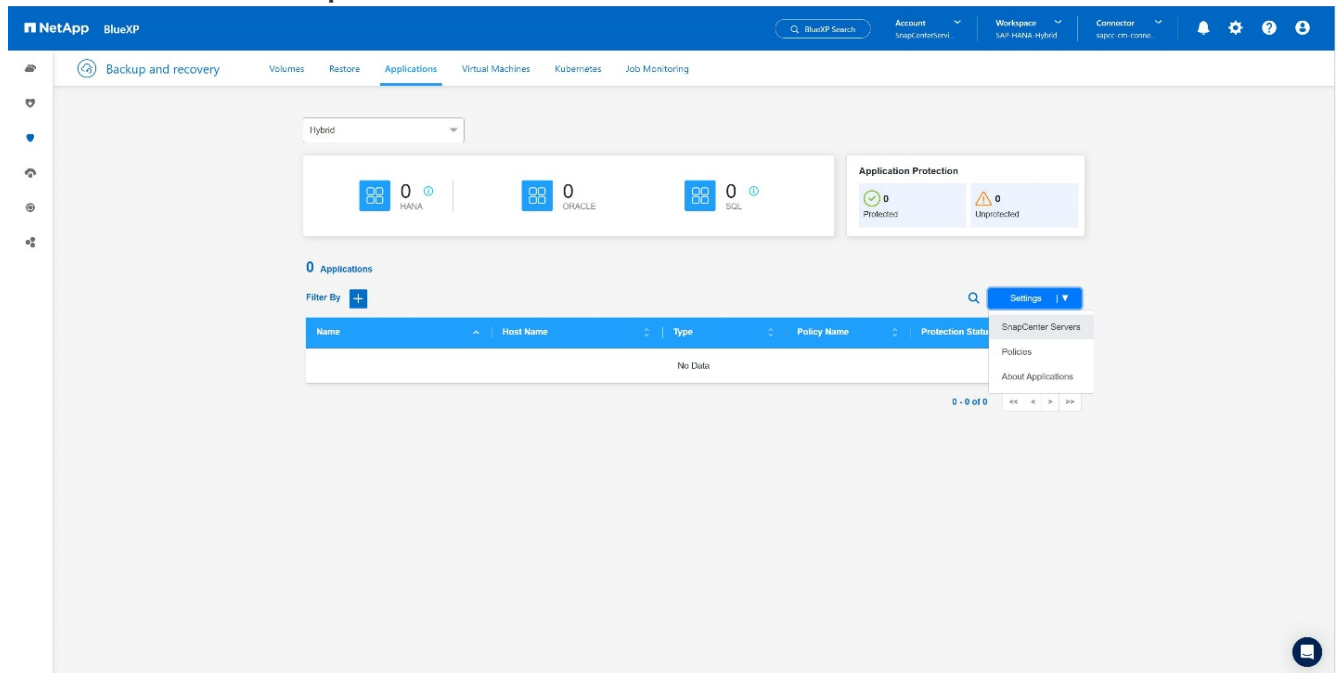 NetApp BlueXP
BlueXP Search
Account
SnapCenterServi...
Workspace
SAP-HANA-Hybrid
Connector
sapcc-cm-conne...
Backup and recovery
Volumes Restore Applications Virtual Machines Kubernetes Job Monitoring
Hybrid
0
HANA
0
ORACLE
0
SQL
Application Protection
0
Protected
0
Unprotected
0 Applications
Filter By +
Settings | ▼
SnapCenter Servers
Policies
About Applications
Name Host Name Type Policy Name Protection Statu
No Data
0 - 0 of 0 << < > >>